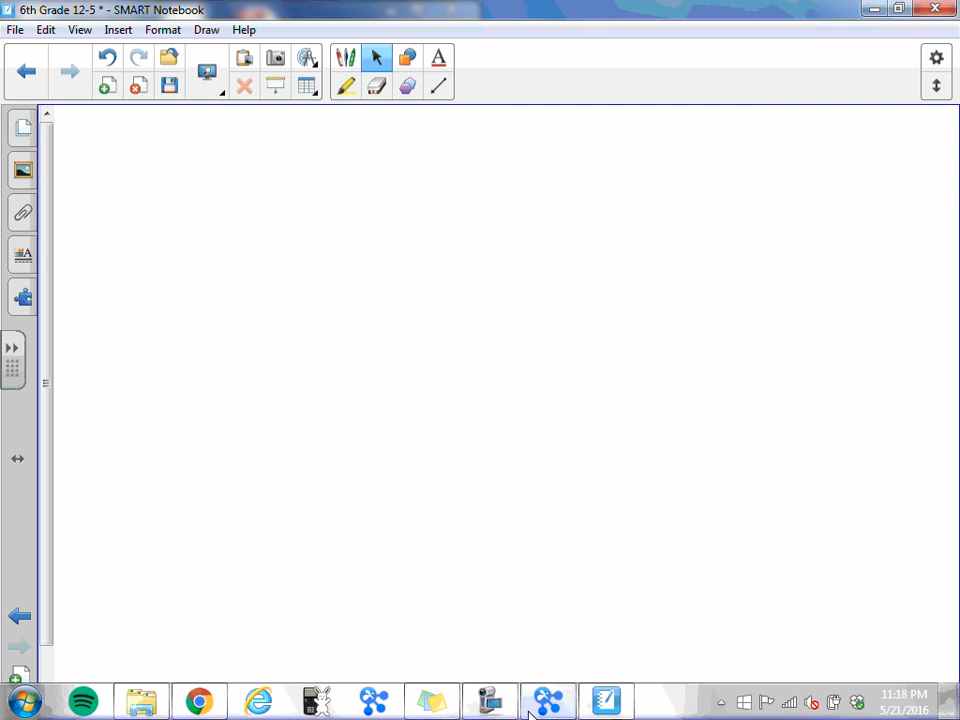 6th Grade 12-5 * - SMART Notebook
File Edit View Insert Format Draw Help
11:18 PM
5/21/2016